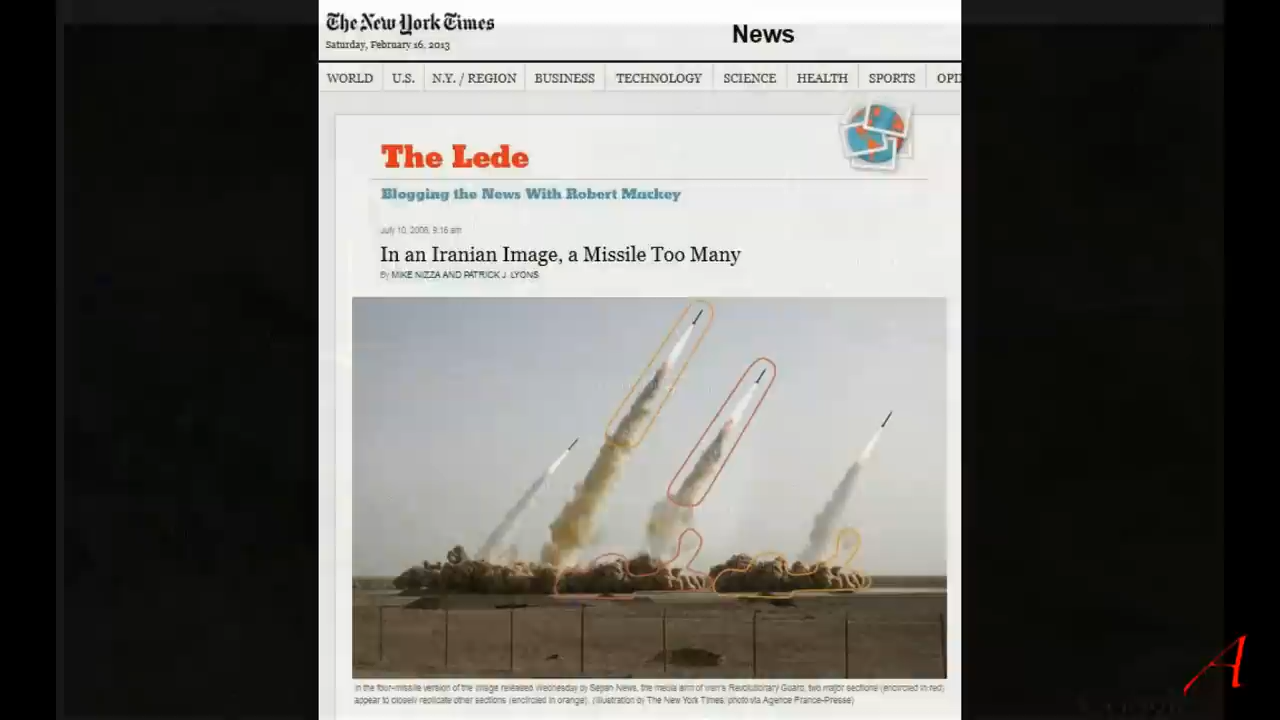 The New York Times
Saturday, February 16, 2013
News
WORLD U.S. N.Y. / REGION BUSINESS TECHNOLOGY SCIENCE HEALTH SPORTS OPI
The Lede
Blogging the News With Robert Mackey
July 10, 2008, 9:16 am
In an Iranian Image, a Missile Too Many
By MIKE NIZZA AND PATRICK J. LYONS
In the four-missile version of the image released Wednesday by Sepah News, the media arm of Iran's Revolutionary Guard, two major sections (encircled in red)
appear to closely replicate other sections (encircled in orange). (Illustration by The New York Times; photo via Agence France-Presse)
A